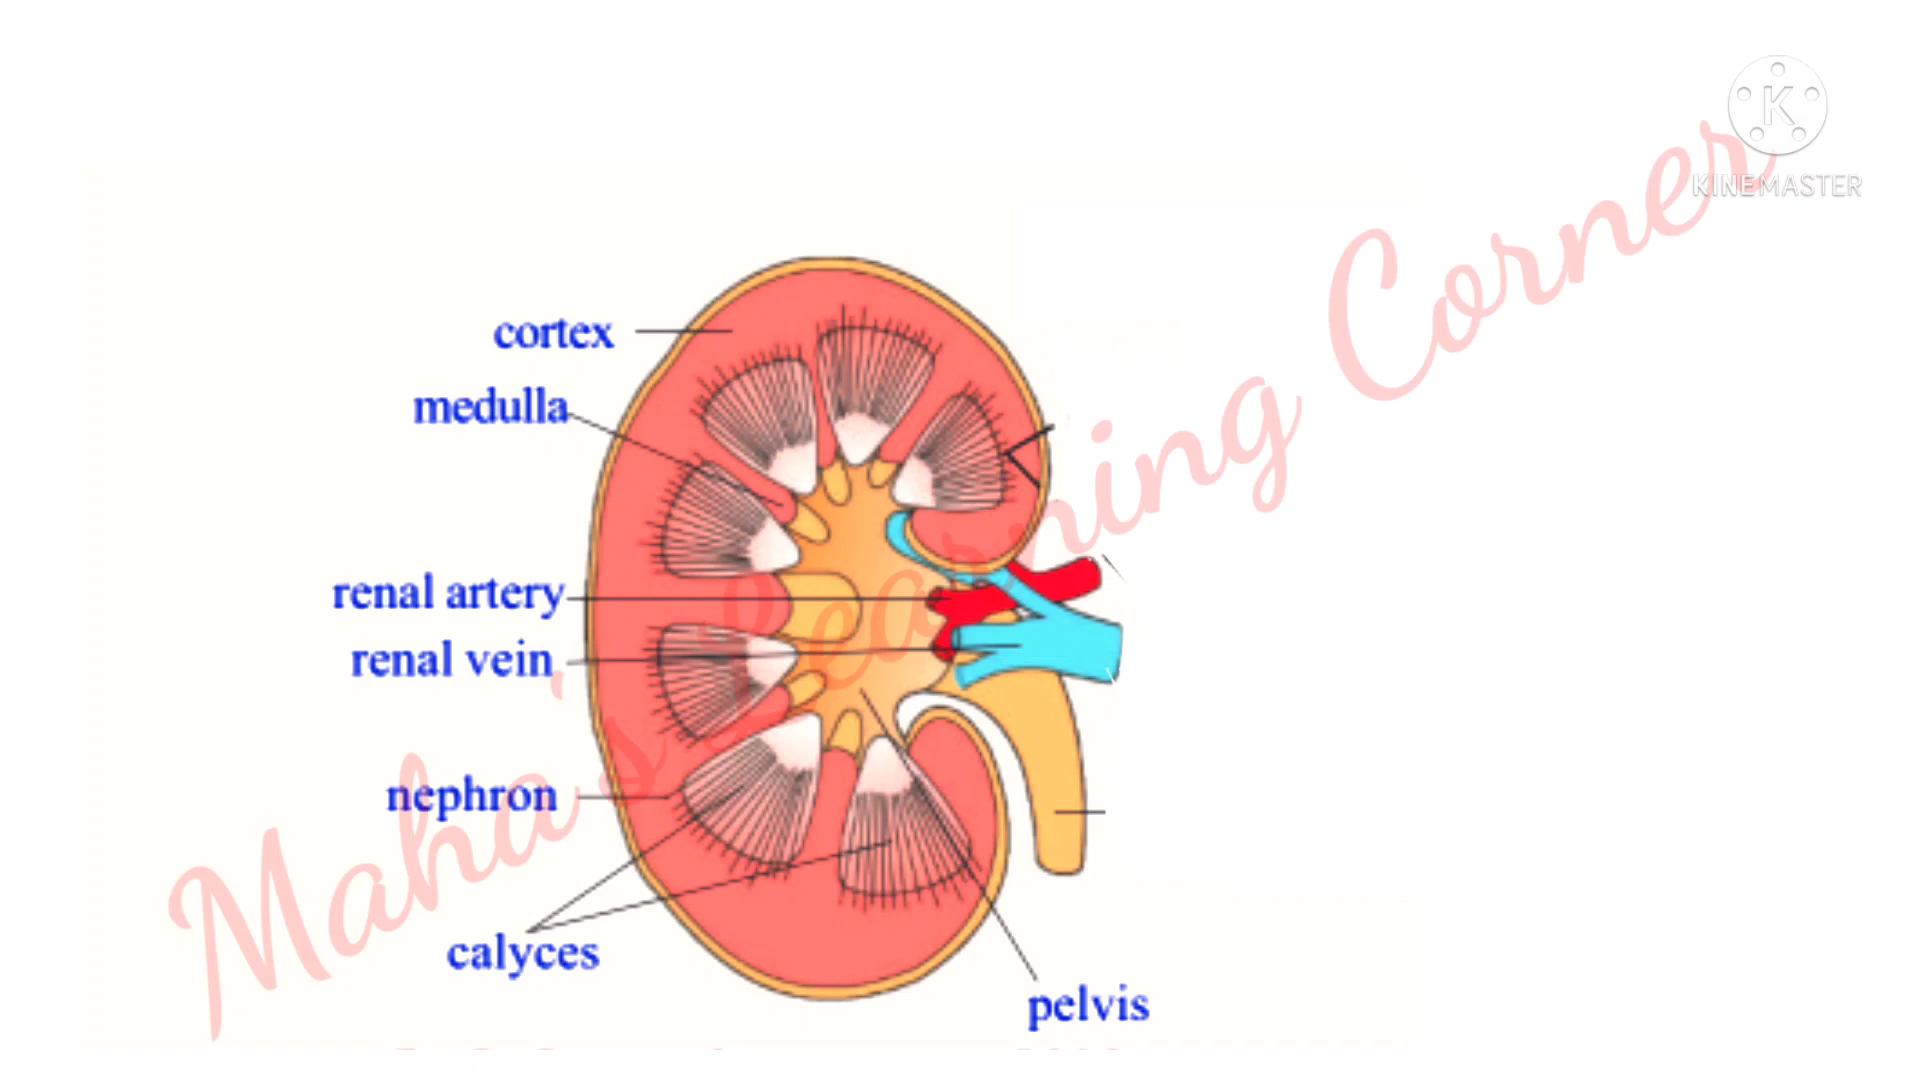 K
KINEMASTER
cortex
medulla
renal artery
renal vein
nephron
calyces
pelvis
Maha's Learning Corner